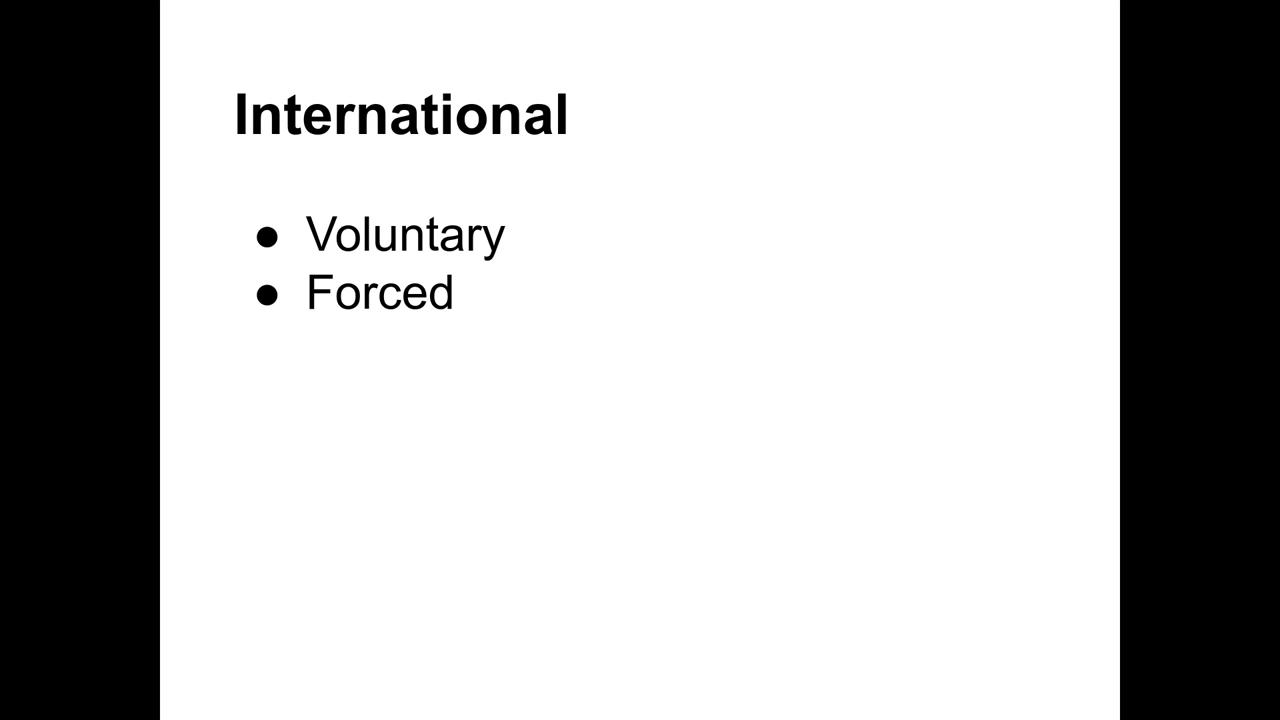 International
● Voluntary
● Forced